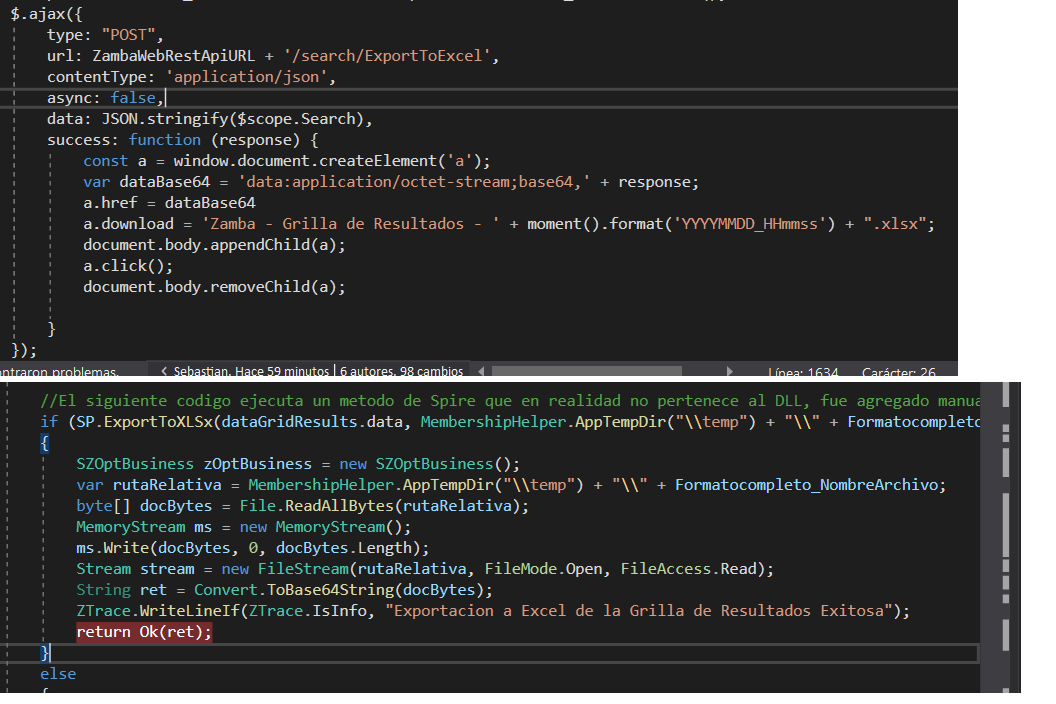 $.ajax({
type: "POST",
url: ZambaWebRestApiURL + '/search/ExportToExcel',
contentType: 'application/json',
async: false,
data: JSON.stringify($scope.Search),
success: function (response) {
const a = window.document.createElement('a');
var dataBase64 = 'data:application/octet-stream;base64,' + response;
a.href = dataBase64
a.download = 'Zamba - Grilla de Resultados - ' + moment().format('YYYYMMDD_HHmmss') + ".xlsx";
document.body.appendChild(a);
a.click();
document.body.removeChild(a);
}
});
ntraron problemas. Sebastian, Hace 59 minutos | 6 autores, 98 cambios Línea: 1634 Carácter: 26
//El siguiente codigo ejecuta un metodo de Spire que en realidad no pertenece al DLL, fue agregado manua
if (SP.ExportToXLSx(dataGridResults.data, MembershipHelper.AppTempDir("\\temp") + "\\" + Formatocompleto
{
SZOptBusiness zOptBusiness = new SZOptBusiness();
var rutaRelativa = MembershipHelper.AppTempDir("\\temp") + "\\" + Formatocompleto_NombreArchivo;
byte[] docBytes = File.ReadAllBytes(rutaRelativa);
MemoryStream ms = new MemoryStream();
ms.Write(docBytes, 0, docBytes.Length);
Stream stream = new FileStream(rutaRelativa, FileMode.Open, FileAccess.Read);
String ret = Convert.ToBase64String(docBytes);
ZTrace.WriteLineIf(ZTrace.IsInfo, "Exportacion a Excel de la Grilla de Resultados Exitosa");
return Ok(ret);
}
else
{